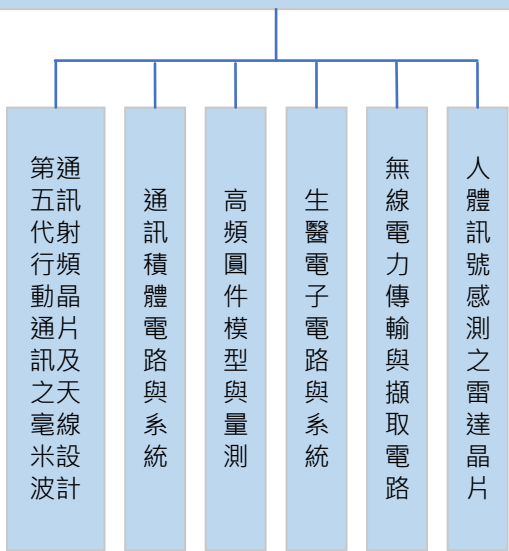 第五代行動通訊之毫米波
通訊射頻晶片及天線設計
通訊積體電路與系統
高頻圓件模型與量測
生醫電子電路與系統
無線電力傳輸與擷取電路
人體訊號感測之雷達晶片